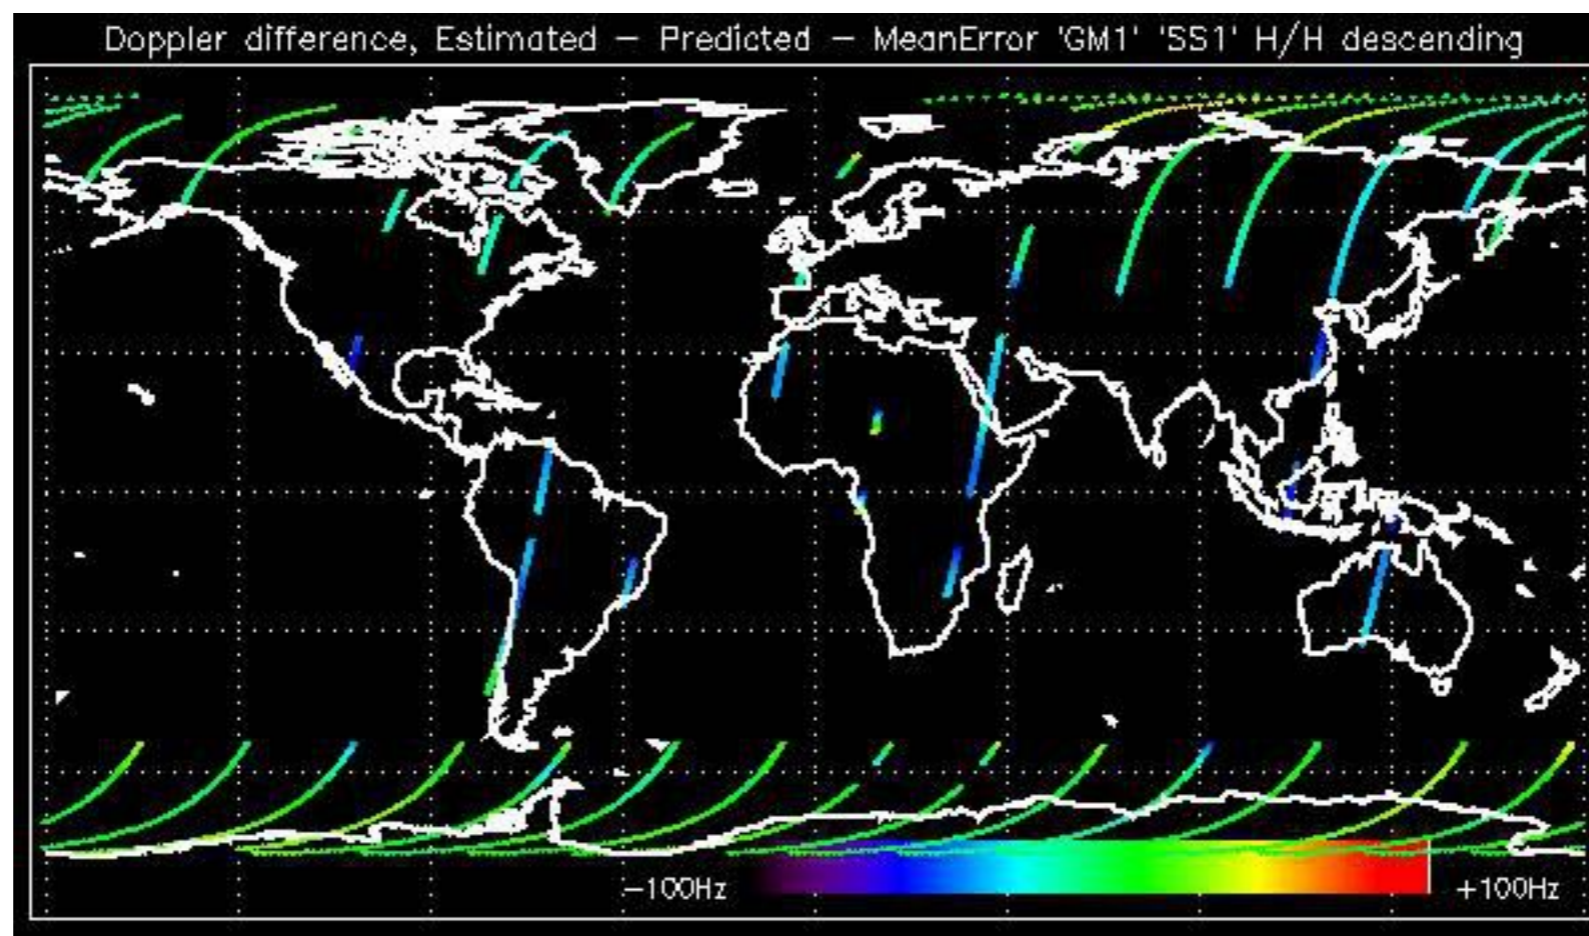 Doppler difference, Estimated - Predicted - MeanError 'GM1' 'SS1' H/H descending
-100Hz
+100Hz